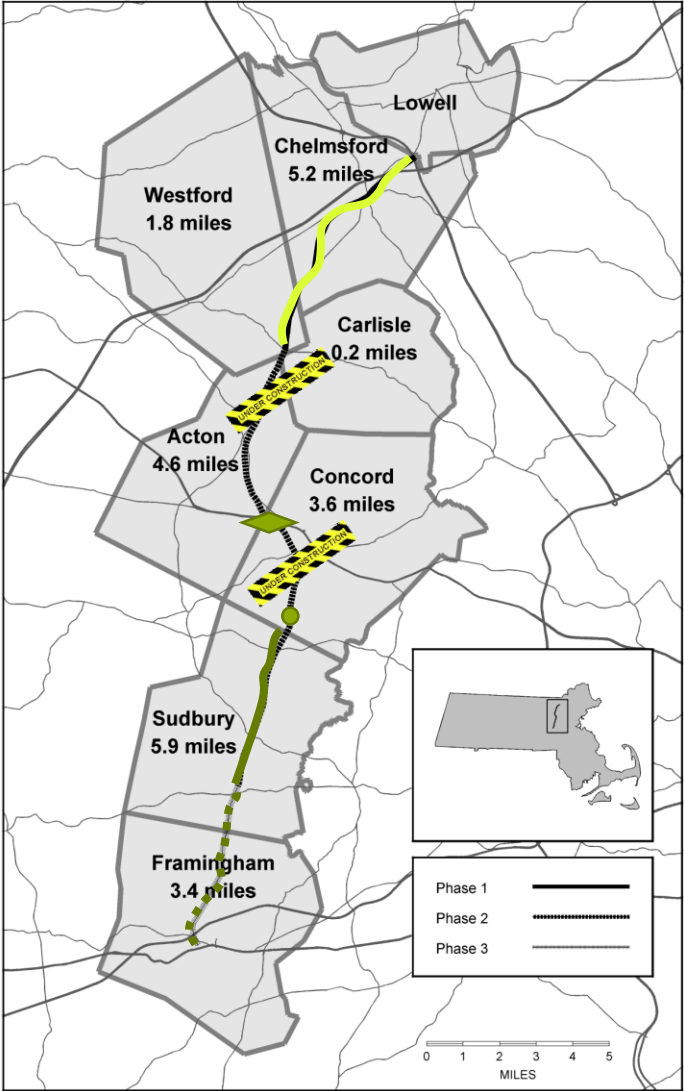 Lowell
Chelmsford
5.2 miles
Westford
1.8 miles
Carlisle
0.2 miles
UNDER CONSTRUCTION
Acton
4.6 miles
Concord
3.6 miles
UNDER CONSTRUCTION
Sudbury
5.9 miles
Framingham
3.4 miles
Phase 1
Phase 2
Phase 3
0 1 2 3 4 5
MILES